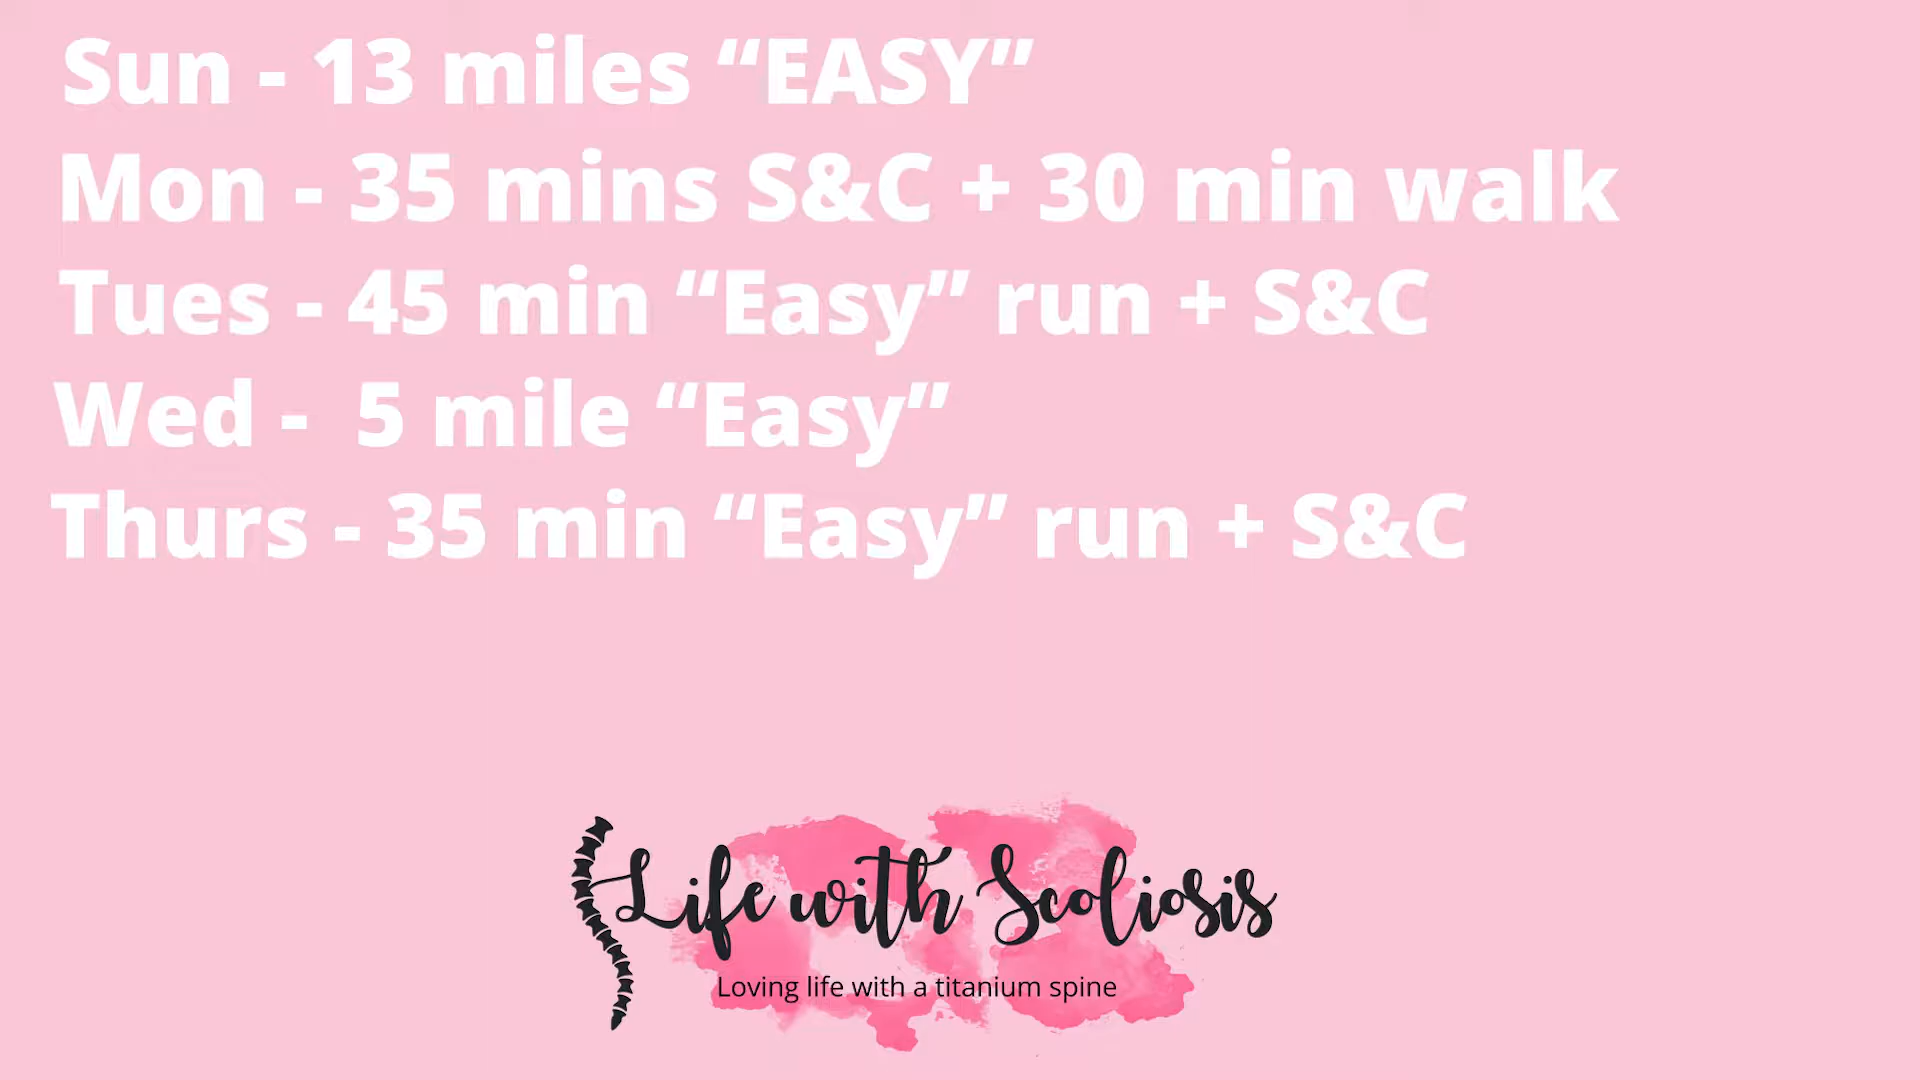 Sun - 13 miles “EASY”
Mon - 35 mins S&C + 30 min walk
Tues - 45 min “Easy” run + S&C
Wed -  5 mile “Easy”
Thurs - 35 min “Easy” run + S&C
Life with Scoliosis
Loving life with a titanium spine